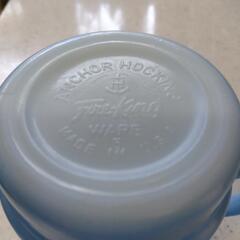 ANCHOR HOCKING
Fire-King
WARE
MADE IN U.S.A.